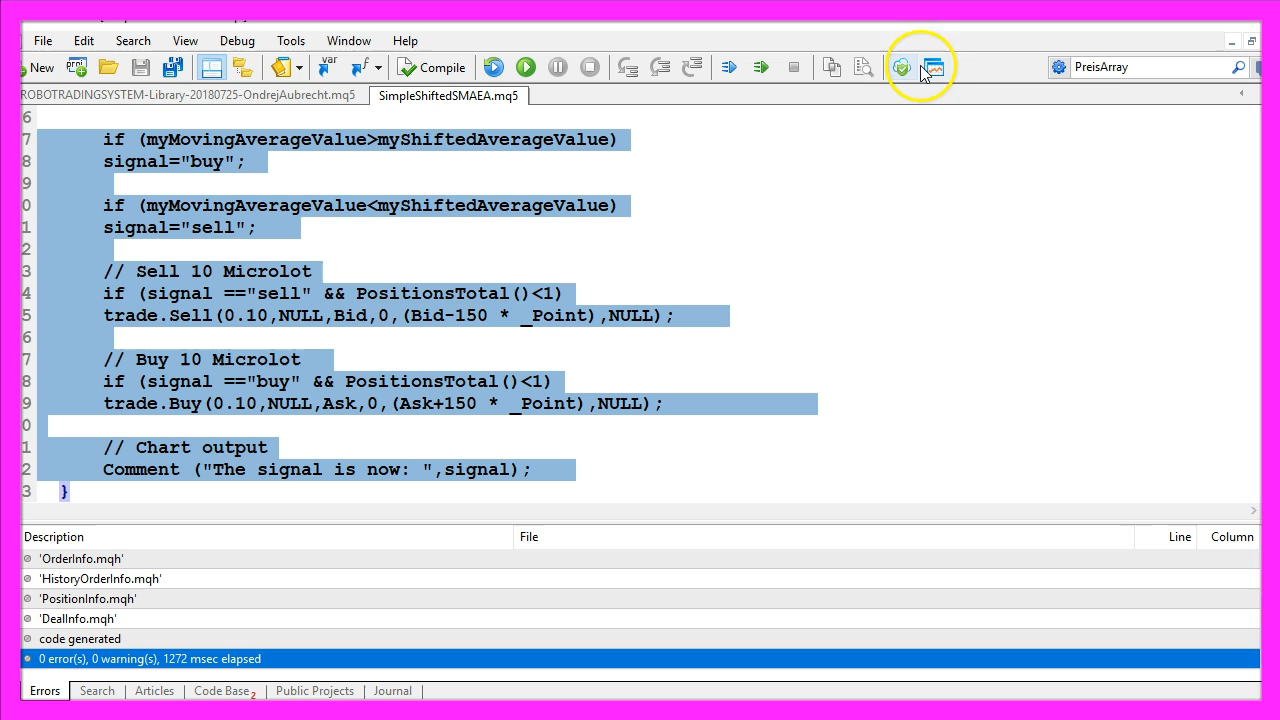 File Edit Search View Debug Tools Window Help
New Compile PreisArray
ROBOTRADINGSYSTEM-Library-20180725-OndrejAubrecht.mq5 SimpleShiftedSMAEA.mq5
6
7 if (myMovingAverageValue>myShiftedAverageValue)
8 signal="buy";
9
0 if (myMovingAverageValue<myShiftedAverageValue)
1 signal="sell";
2
3 // Sell 10 Microlot
4 if (signal =="sell" && PositionsTotal()<1)
5 trade.Sell(0.10,NULL,Bid,0,(Bid-150 * _Point),NULL);
6
7 // Buy 10 Microlot
8 if (signal =="buy" && PositionsTotal()<1)
9 trade.Buy(0.10,NULL,Ask,0,(Ask+150 * _Point),NULL);
0
1 // Chart output
2 Comment ("The signal is now: ",signal);
3 }
Description File Line Column
'OrderInfo.mqh'
'HistoryOrderInfo.mqh'
'PositionInfo.mqh'
'DealInfo.mqh'
code generated
0 error(s), 0 warning(s), 1272 msec elapsed
Errors Search Articles Code Base 2 Public Projects Journal